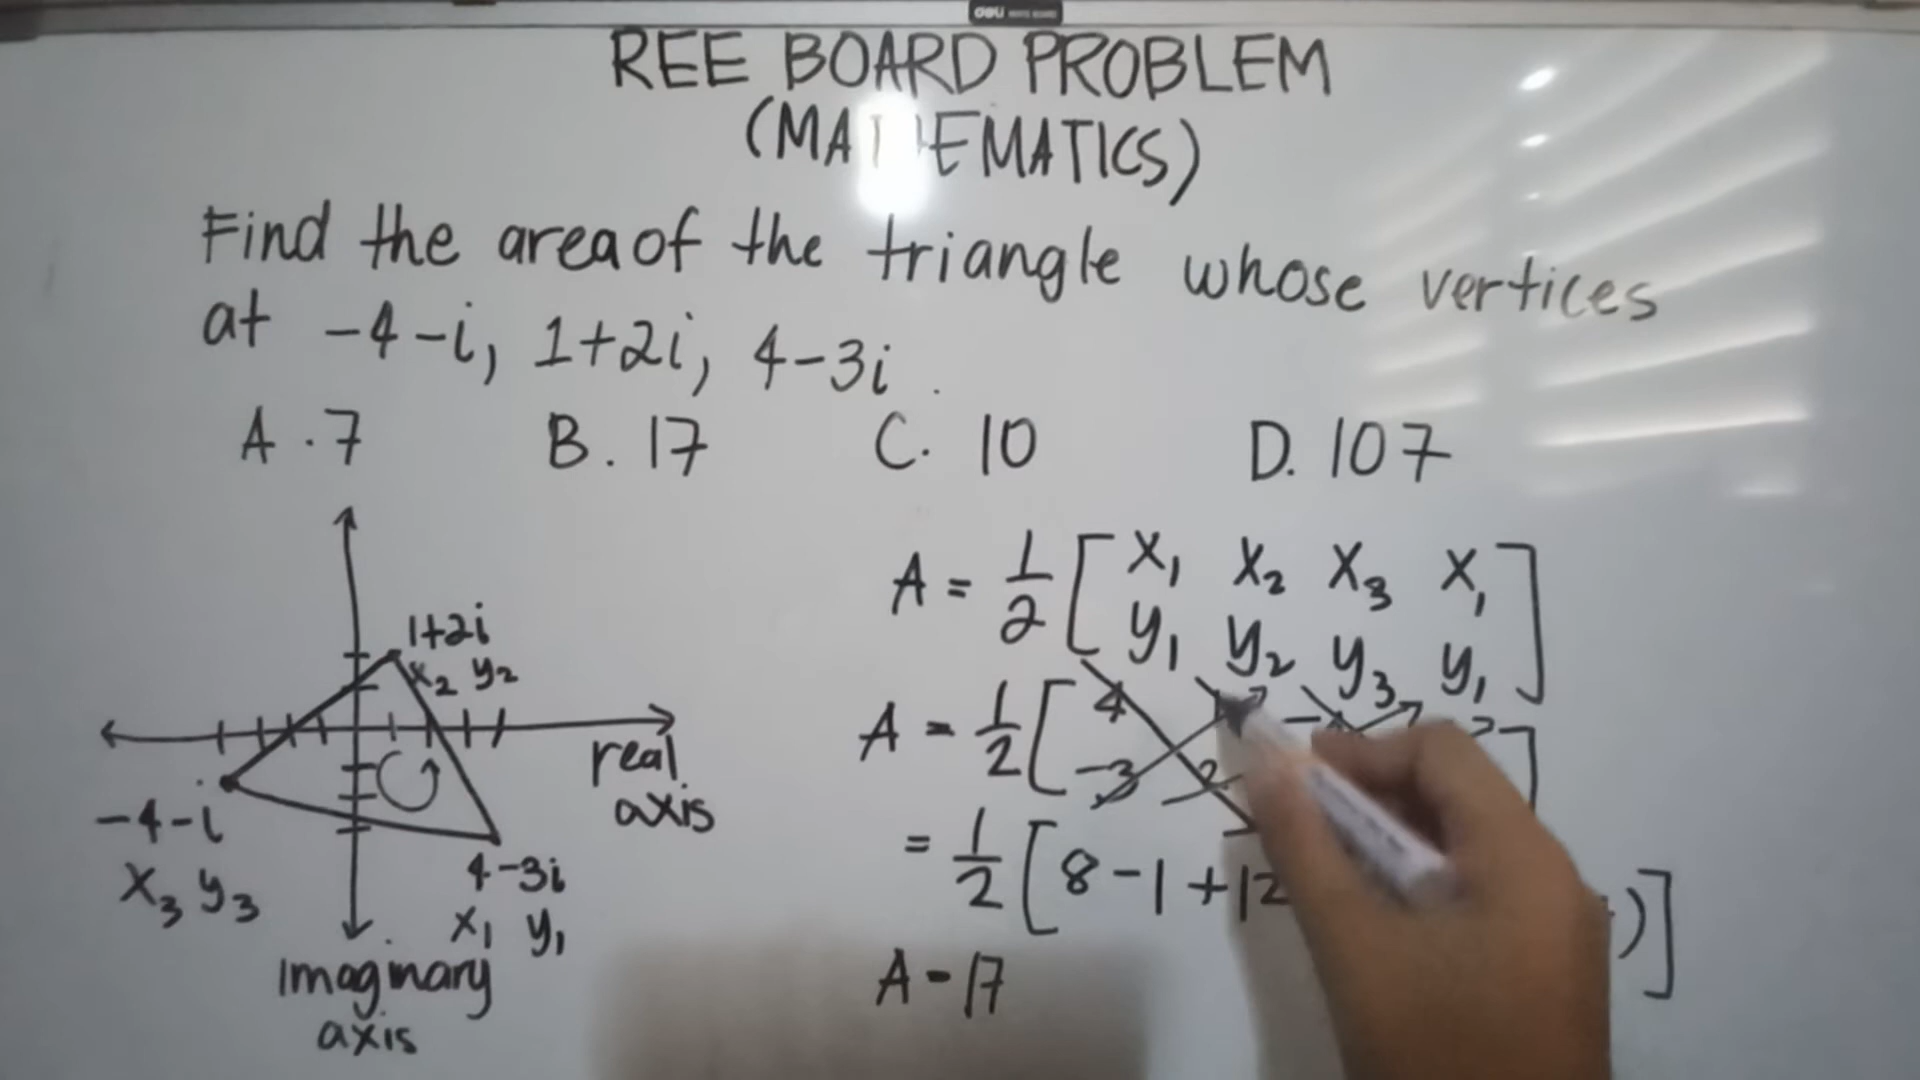 deli
REE BOARD PROBLEM
(MATHEMATICS)
Find the area of the triangle whose vertices
at -4-i, 1+2i, 4-3i.
A. 7 B. 17 C. 10 D. 107
1+2i
x₂ y₂
real
axis
-4-i
x₃ y₃
4-3i
x₁ y₁
imaginary
axis
A = 1/2 [x₁ x₂ x₃ x₁
y₁ y₂ y₃ y₁]
A = 1/2 [4
-3 2 ]
= 1/2 [8-1+12 )]
A = 17